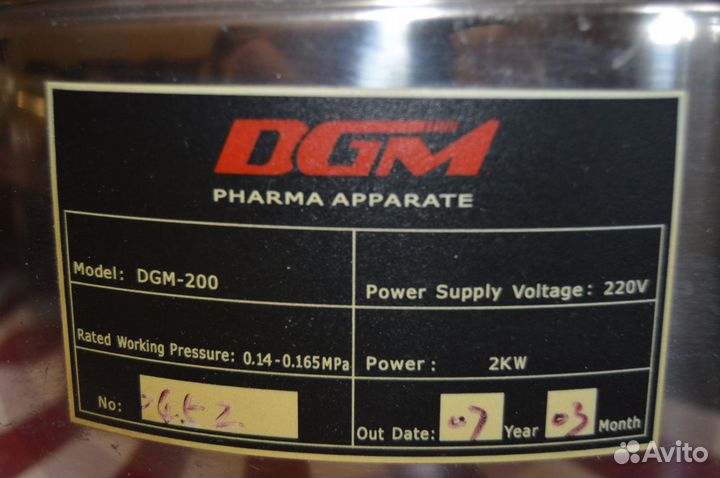 DGM
PHARMA APPARATE
Model: DGM-200
Power Supply Voltage: 220V
Rated Working Pressure: 0.14-0.165MPa
Power: 2KW
No:
Out Date: 07 Year 03 Month
Avito